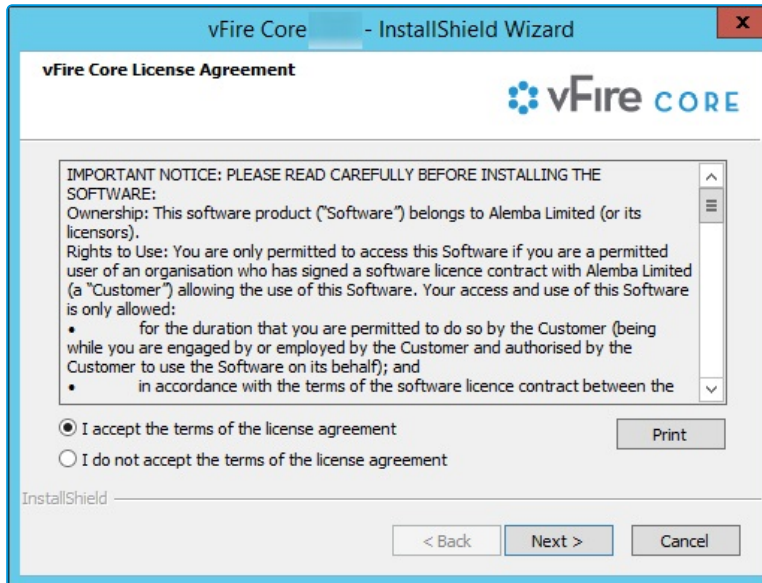 vFire Core - InstallShield Wizard
x
vFire Core License Agreement
vFire CORE
IMPORTANT NOTICE: PLEASE READ CAREFULLY BEFORE INSTALLING THE
SOFTWARE:
Ownership: This software product ("Software") belongs to Alemba Limited (or its
licensors).
Rights to Use: You are only permitted to access this Software if you are a permitted
user of an organisation who has signed a software licence contract with Alemba Limited
(a “Customer”) allowing the use of this Software. Your access and use of this Software
is only allowed:
• for the duration that you are permitted to do so by the Customer (being
while you are engaged by or employed by the Customer and authorised by the
Customer to use the Software on its behalf); and
• in accordance with the terms of the software licence contract between the
I accept the terms of the license agreement
Print
I do not accept the terms of the license agreement
InstallShield
< Back Next > Cancel